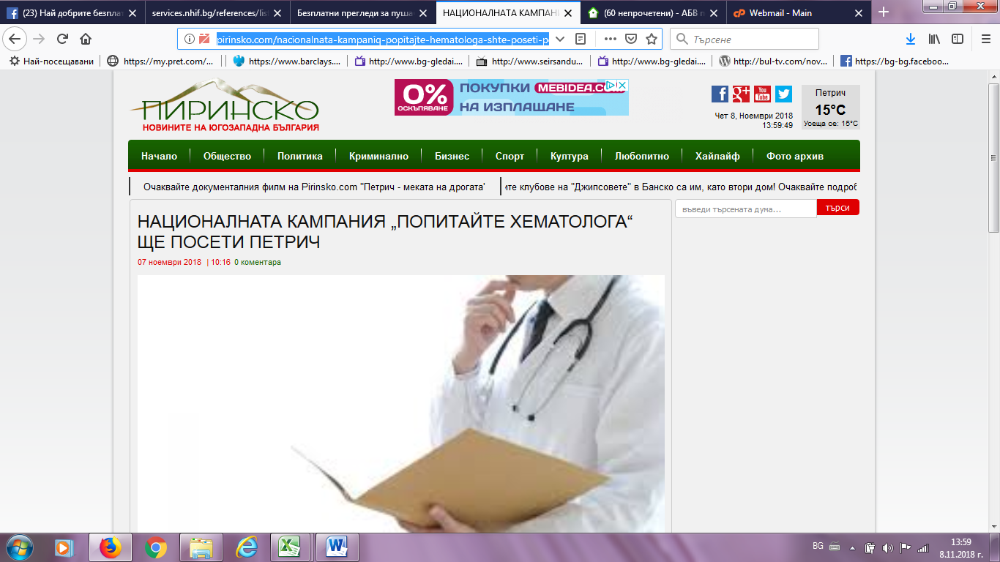 (23) Най добрите безплат
services.nhif.bg/references/list
Безплатни прегледи за пуша
НАЦИОНАЛНАТА КАМПАНИ
(60 непрочетени) - АБВ п
Webmail - Main
pirinsko.com/nacionalnata-kampaniq-popitajte-hematologa-shte-poseti-p
Търсене
Най-посещавани
https://my.pret.com/...
https://www.barclays....
http://www.bg-gledai....
http://www.seirsandu...
http://www.bg-gledai....
http://bul-tv.com/nov...
https://bg-bg.faceboo...
ПИРИНСКО
НОВИНИТЕ НА ЮГОЗАПАДНА БЪЛГАРИЯ
0%
ОСКЪПЯВАНЕ
ПОКУПКИ MEBIDEA.COM
НА ИЗПЛАЩАНЕ
You Tube
Чет 8, Ноември 2018
13:59:49
Петрич
15°C
Усеща се: 15°C
Начало
Общество
Политика
Криминално
Бизнес
Спорт
Култура
Любопитно
Хайлайф
Фото архив
Очаквайте документалния филм на Pirinsko.com "Петрич - меката на дрогата"
ите клубове на "Джипсовете" в Банско са им, като втори дом! Очаквайте подроб
въведи търсената дума...
търси
НАЦИОНАЛНАТА КАМПАНИЯ „ПОПИТАЙТЕ ХЕМАТОЛОГА“
ЩЕ ПОСЕТИ ПЕТРИЧ
07 ноември 2018 | 10:16 0 коментара
BG
13:59
8.11.2018 г.